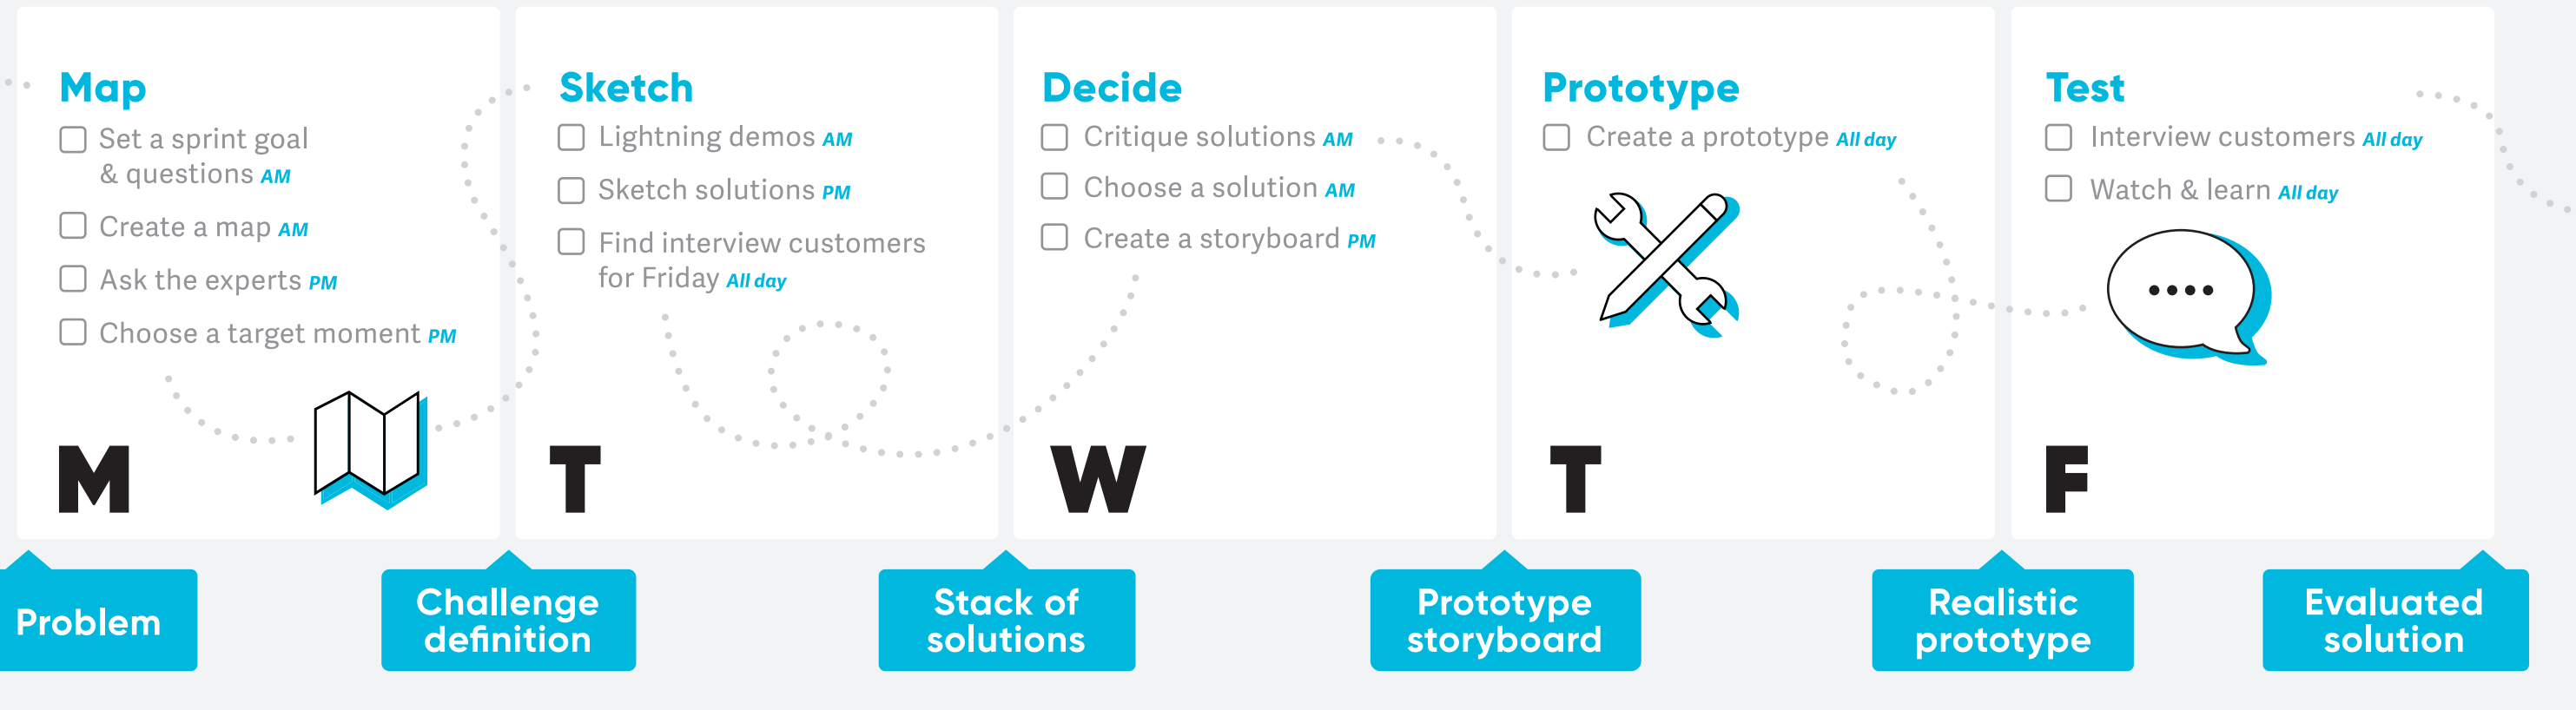 Map
Set a sprint goal
& questions AM
Create a map AM
Ask the experts PM
Choose a target moment PM
M
Sketch
Lightning demos AM
Sketch solutions PM
Find interview customers
for Friday All day
T
Decide
Critique solutions AM
Choose a solution AM
Create a storyboard PM
W
Prototype
Create a prototype All day
T
Test
Interview customers All day
Watch & learn All day
F
Problem
Challenge
definition
Stack of
solutions
Prototype
storyboard
Realistic
prototype
Evaluated
solution